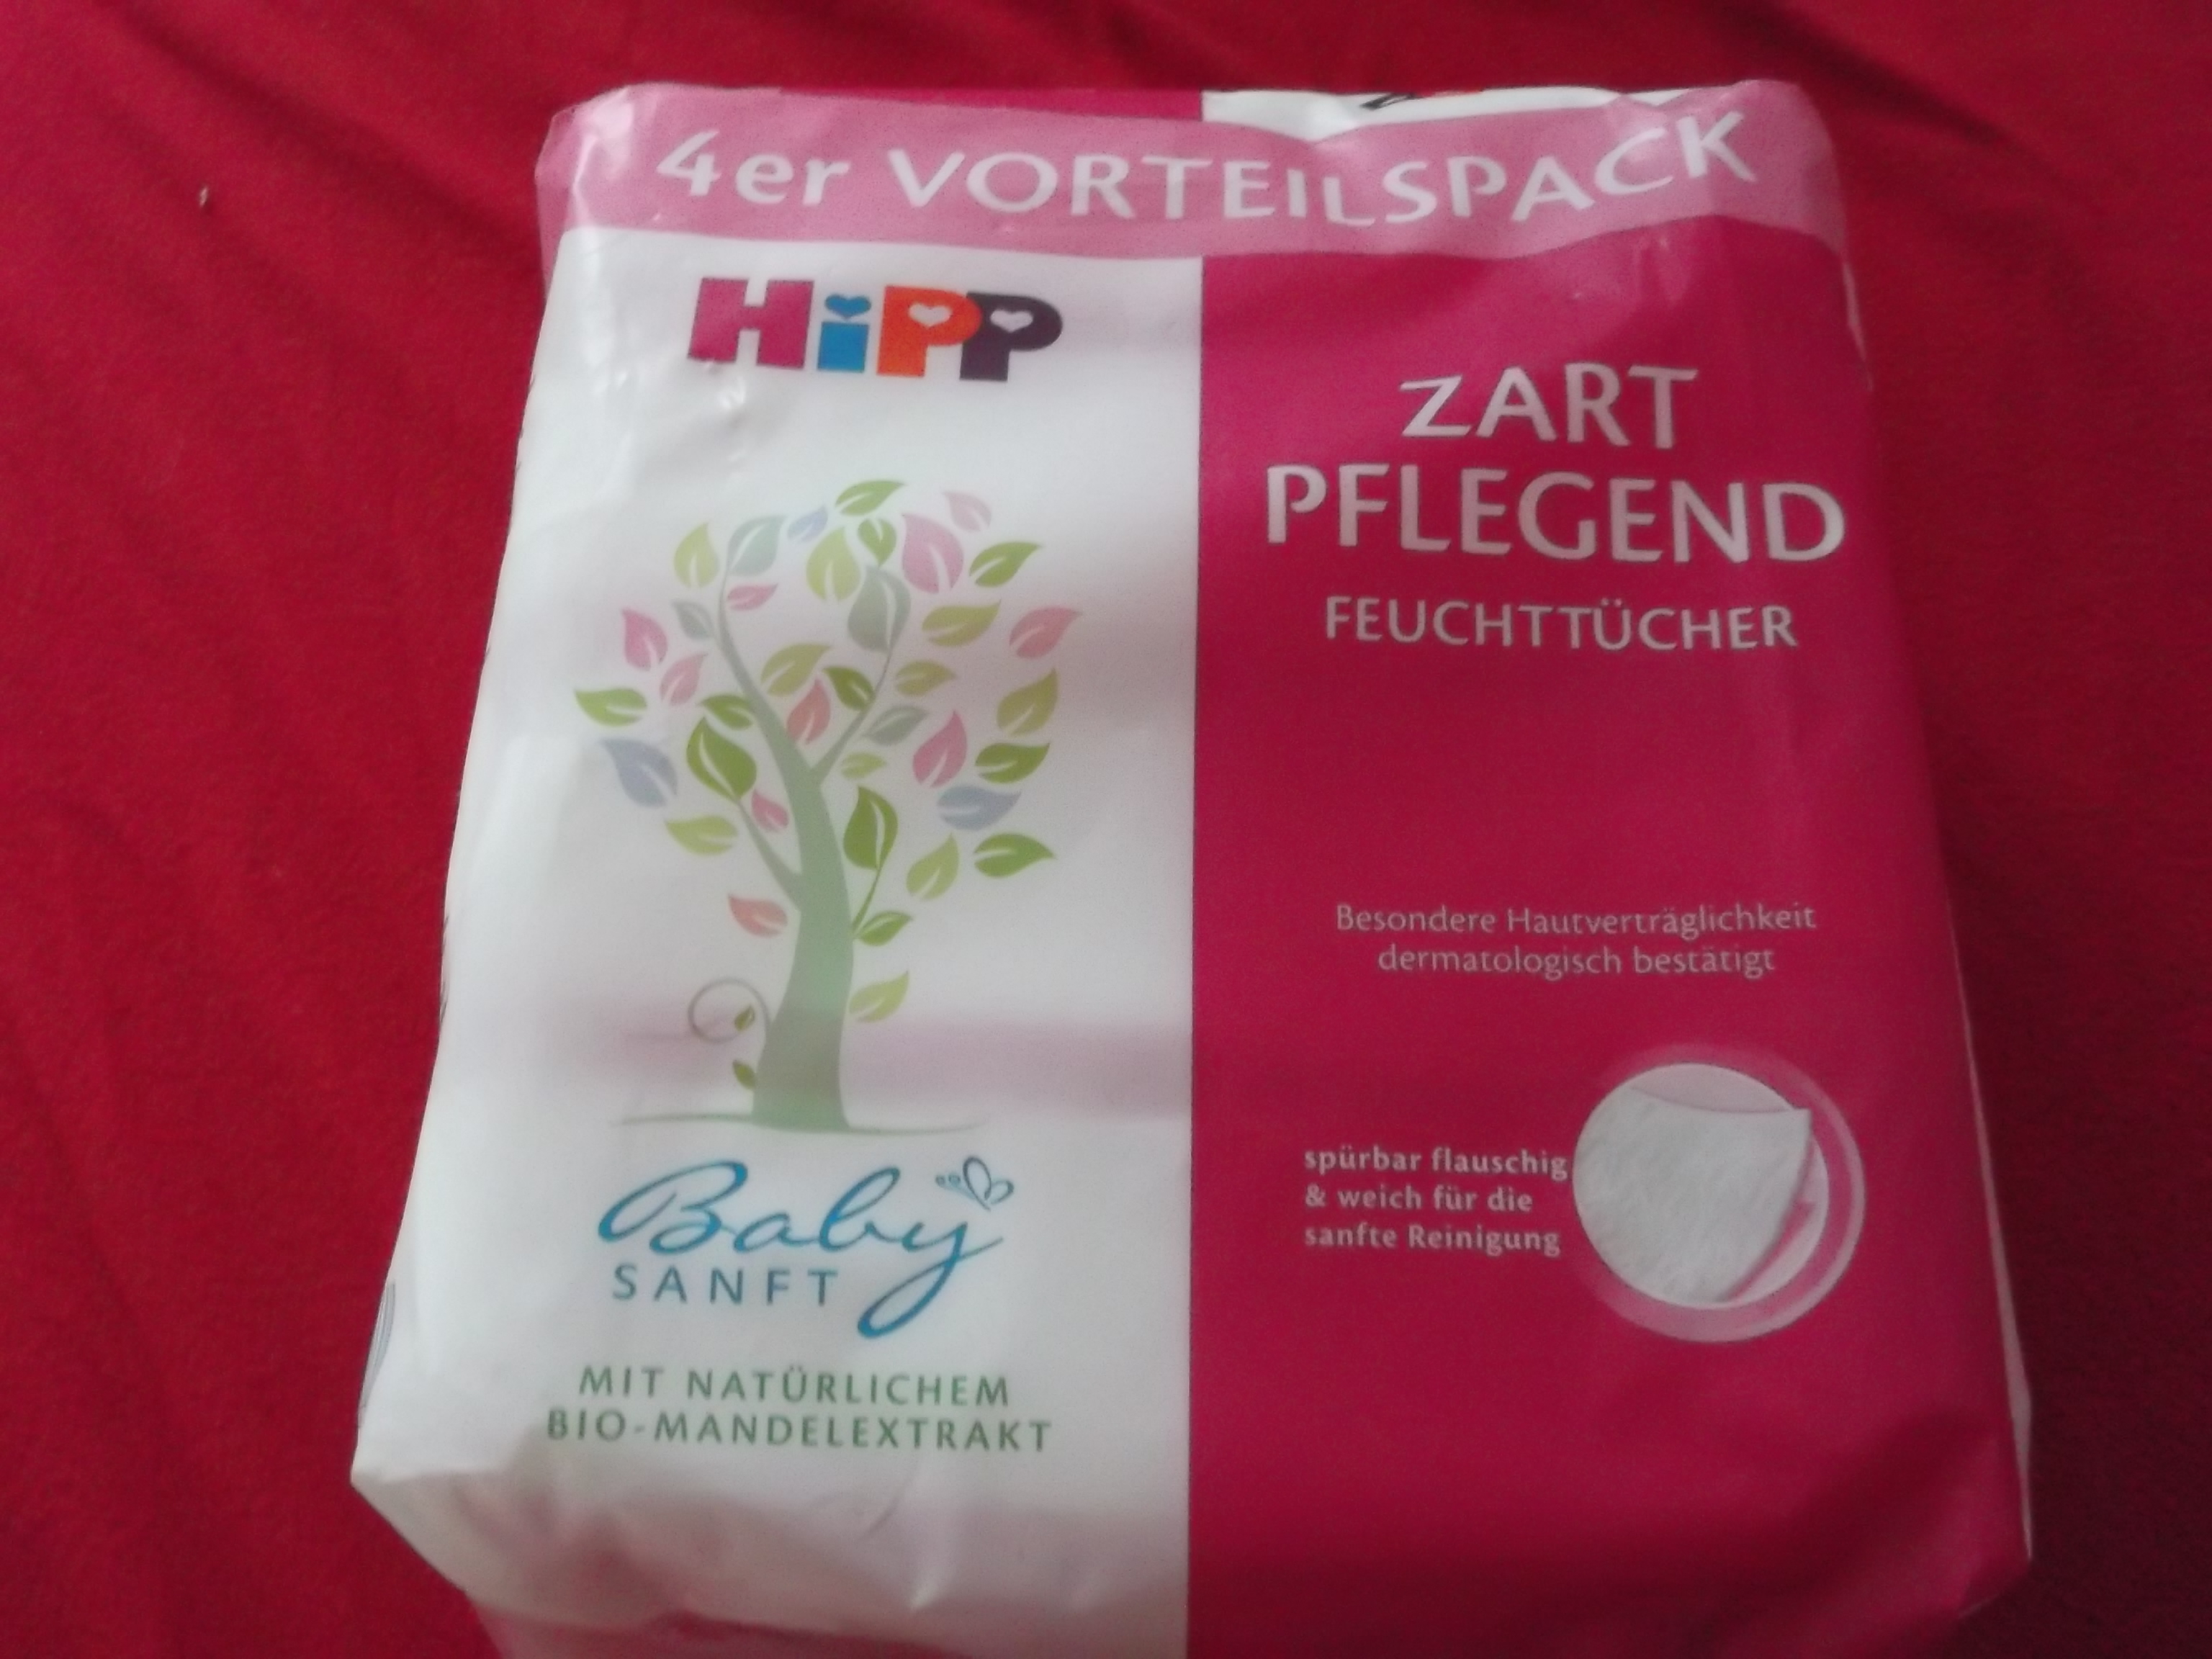 4er VORTEILSPACK
HiPP
ZART
PFLEGEND
FEUCHTTÜCHER
Besondere Hautverträglichkeit
dermatologisch bestätigt
spürbar flauschig
& weich für die
sanfte Reinigung
Baby
SANFT
MIT NATÜRLICHEM
BIO-MANDELEXTRAKT